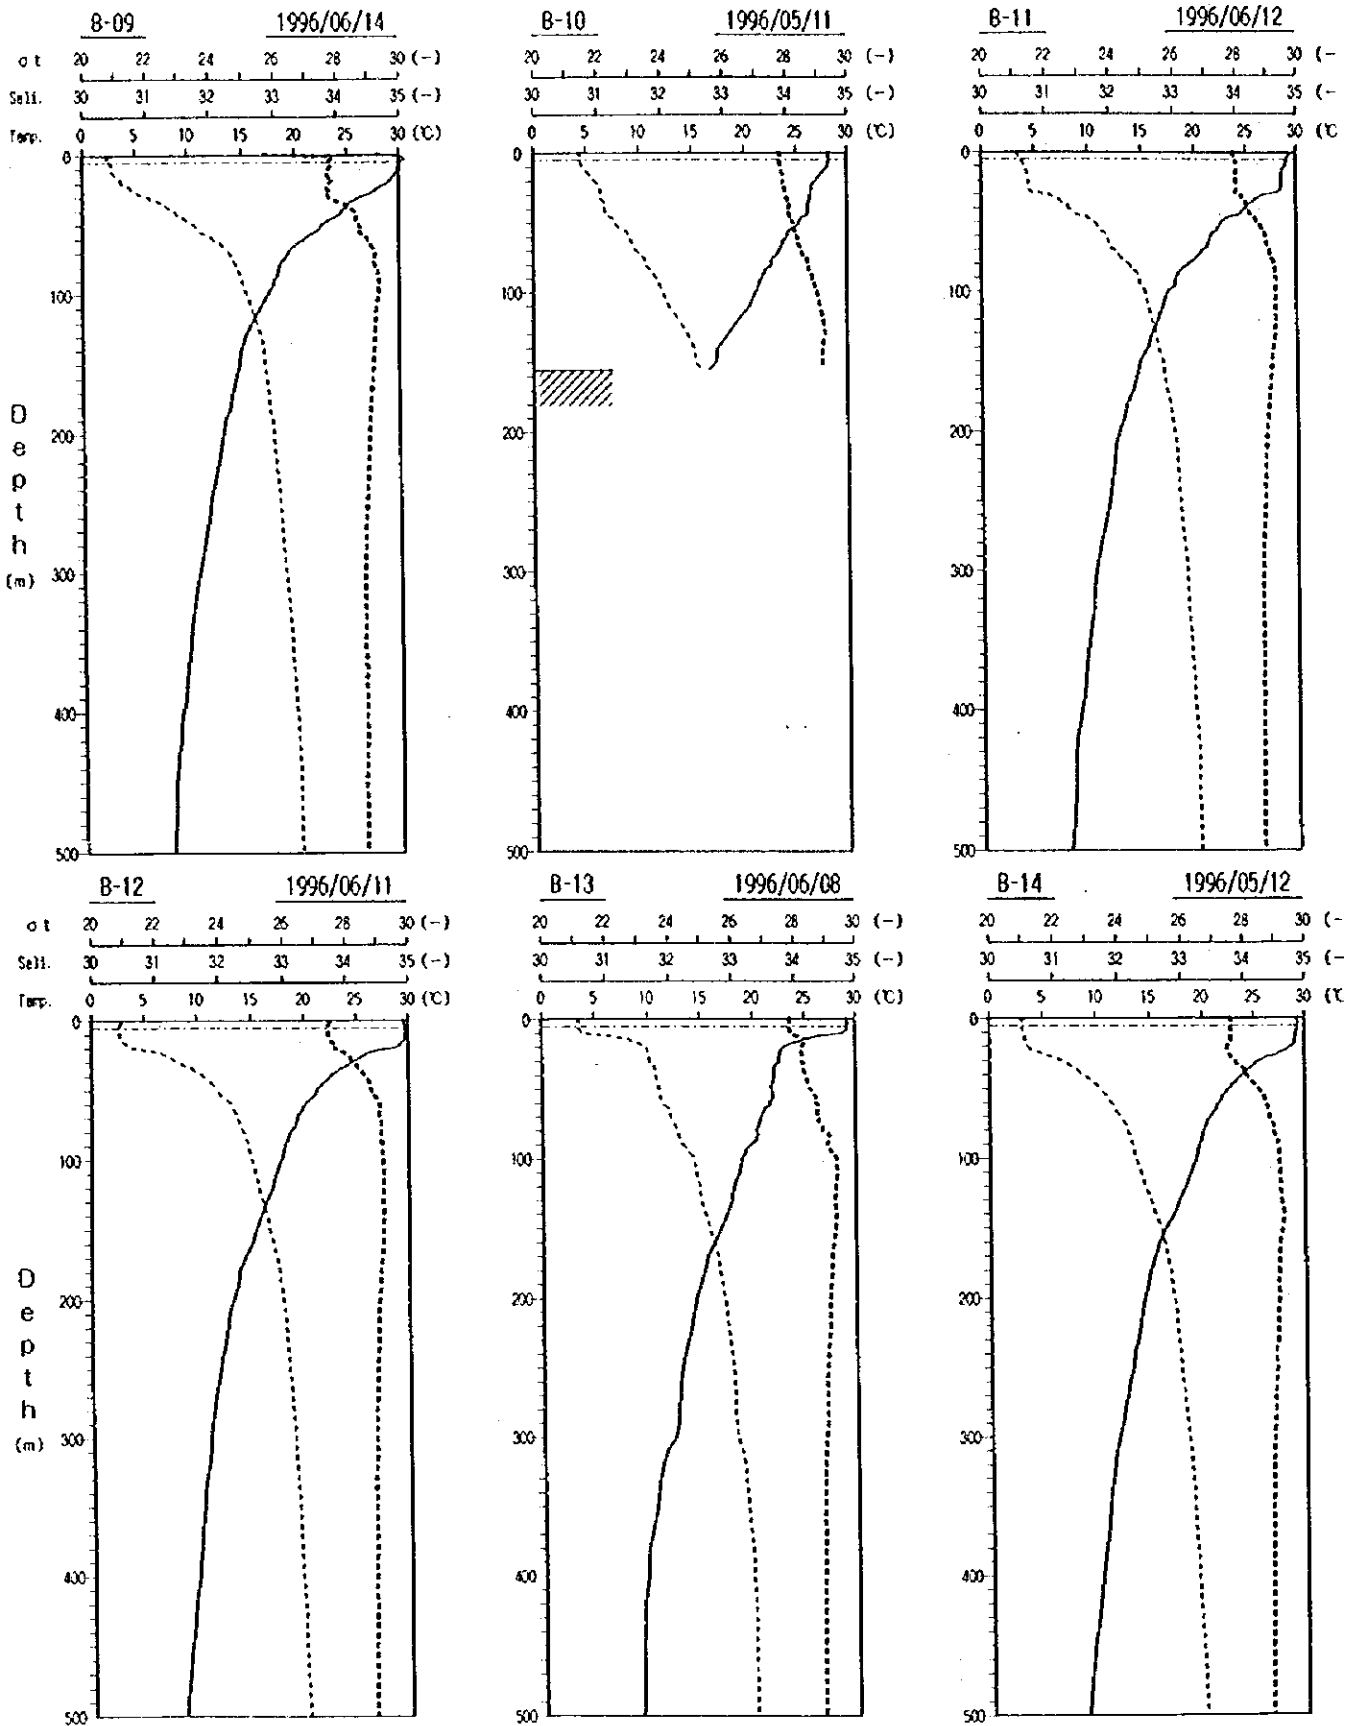 B-09 1996/06/14 B-10 1996/05/11 B-11 1996/06/12
σt 20 22 24 26 28 30 (-) 20 22 24 26 28 30 (-) 20 22 24 26 28 30 (-
Sali. 30 31 32 33 34 35 (-) 30 31 32 33 34 35 (-) 30 31 32 33 34 35 (-
Temp. 0 5 10 15 20 25 30 (℃) 0 5 10 15 20 25 30 (℃) 0 5 10 15 20 25 30 (℃
0 0 0
100 100 100
200 200 200
300 300 300
400 400 400
500 500 500
Depth
(m)
B-12 1996/06/11 B-13 1996/06/08 B-14 1996/05/12
σt 20 22 24 26 28 30 (-) 20 22 24 26 28 30 (-) 20 22 24 26 28 30 (-
Sali. 30 31 32 33 34 35 (-) 30 31 32 33 34 35 (-) 30 31 32 33 34 35 (-
Temp. 0 5 10 15 20 25 30 (℃) 0 5 10 15 20 25 30 (℃) 0 5 10 15 20 25 30 (℃
0 0 0
100 100 100
200 200 200
300 300 300
400 400 400
500 500 500
Depth
(m)